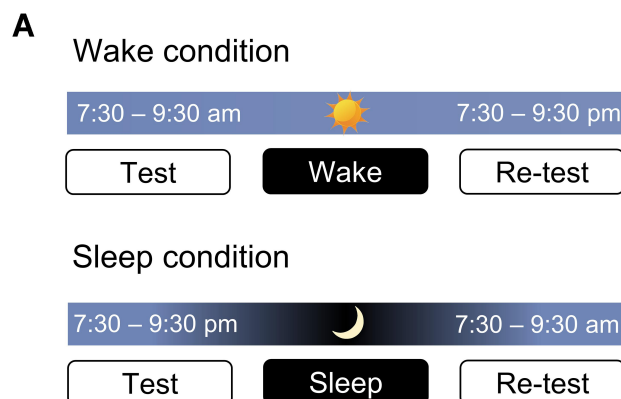 A
Wake condition
7:30 – 9:30 am 7:30 – 9:30 pm
Test Wake Re-test
Sleep condition
7:30 – 9:30 pm 7:30 – 9:30 am
Test Sleep Re-test